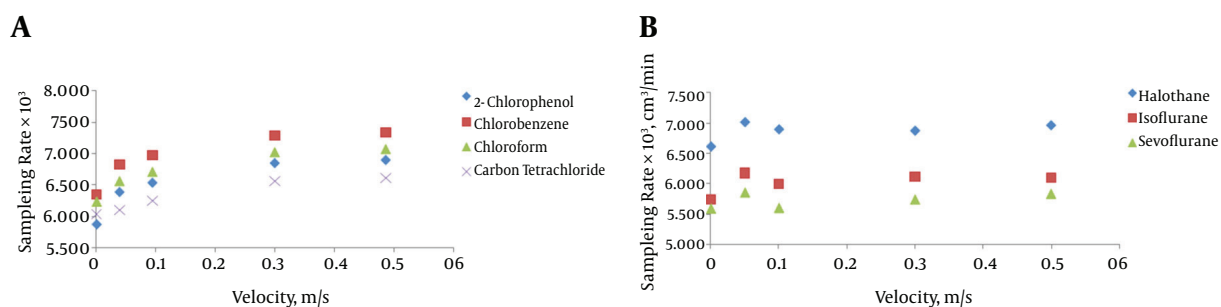 A
Sampleing Rate × 10³
8.000
7500
7.000
6.500
6.000
5.500
0
0.1
0.2
0.3
0.4
0.5
06
Velocity, m/s
2-Chlorophenol
Chlorobenzene
Chloroform
Carbon Tetrachloride
B
Sampleing Rate × 10³, cm³/min
7.500
7.000
6.500
6.000
5.500
5.000
0
0.1
0.2
0.3
0.4
0.5
06
Velocity, m/s
Halothane
Isoflurane
Sevoflurane